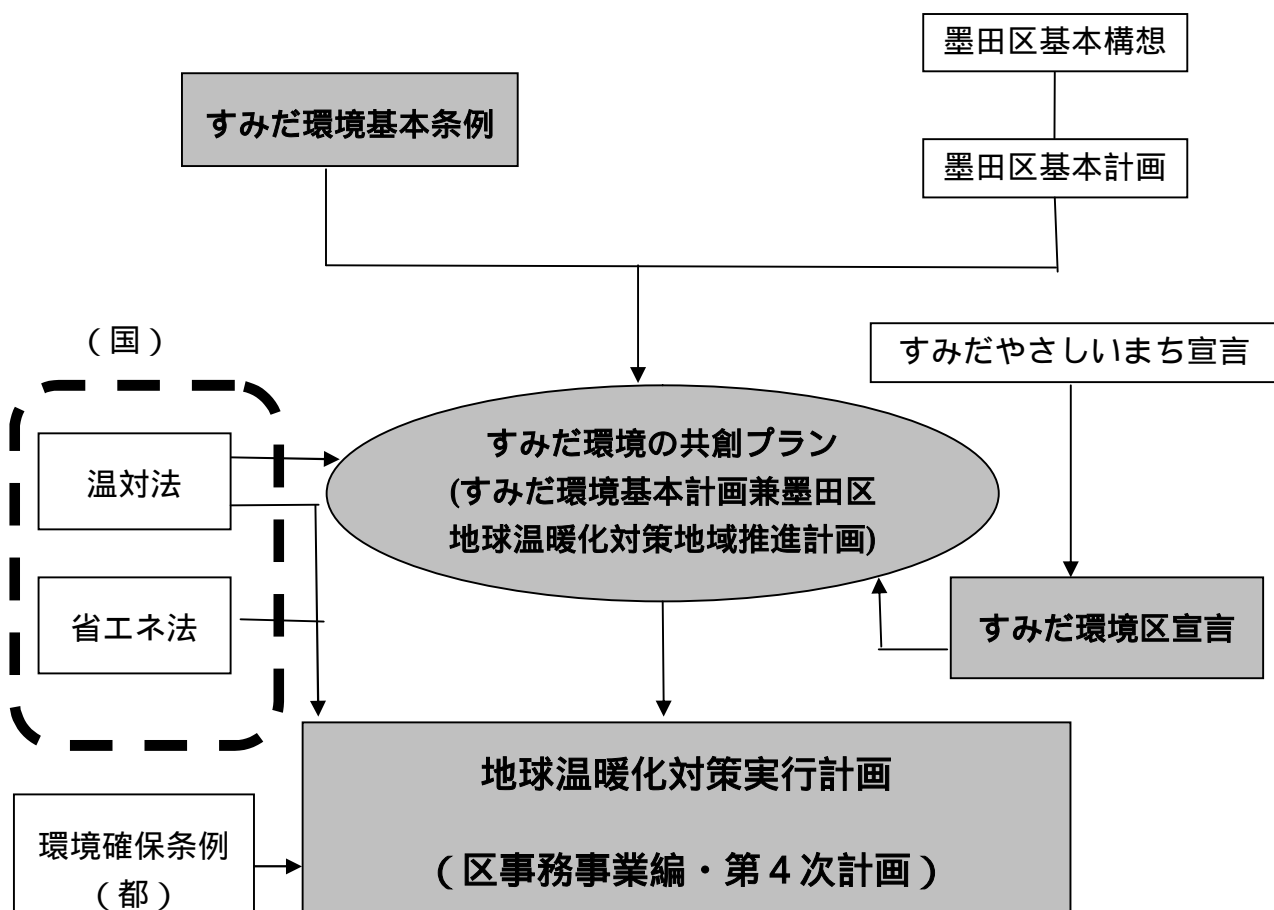 墨田区基本構想
すみだ環境基本条例
墨田区基本計画
（国）
すみだやさしいまち宣言
温対法
すみだ環境の共創プラン
(すみだ環境基本計画兼墨田区
地球温暖化対策地域推進計画)
省エネ法
すみだ環境区宣言
地球温暖化対策実行計画
（区事務事業編・第４次計画）
環境確保条例
（都）